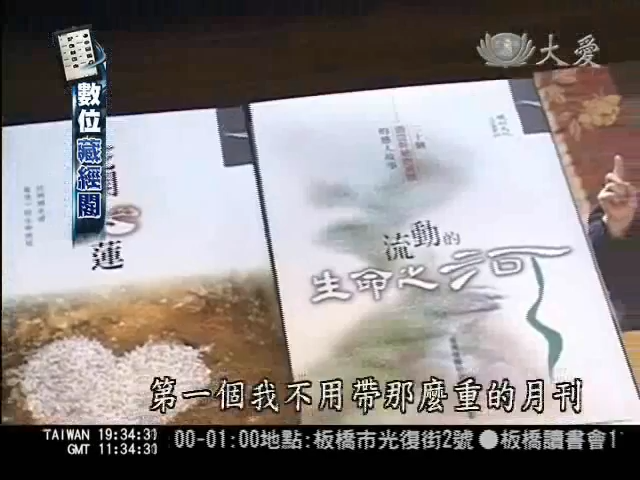 大愛
數位藏經閣
蓮
流動的
生命之河
第一個我不用帶那麼重的月刊
TAIWAN 19:34:30
GMT 11:34:30
00-01:00地點:板橋市光復街2號 ●板橋讀書會1